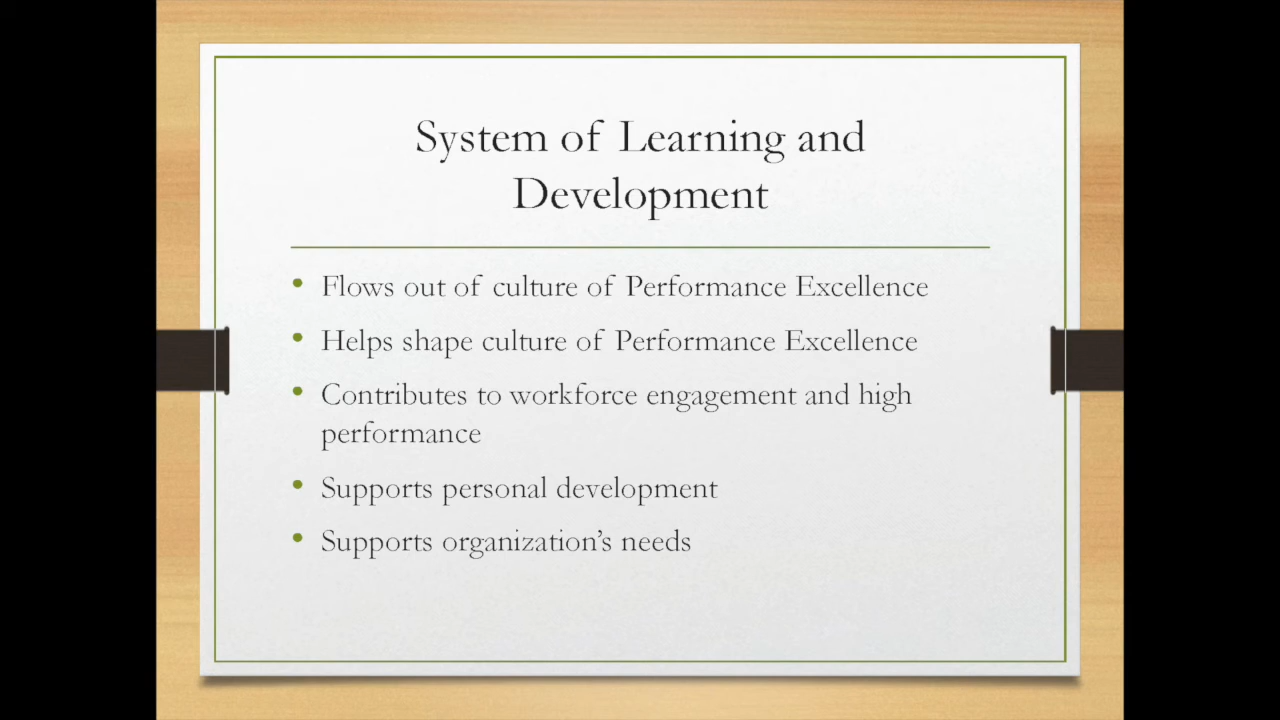 System of Learning and
Development
• Flows out of culture of Performance Excellence
• Helps shape culture of Performance Excellence
• Contributes to workforce engagement and high
performance
• Supports personal development
• Supports organization’s needs